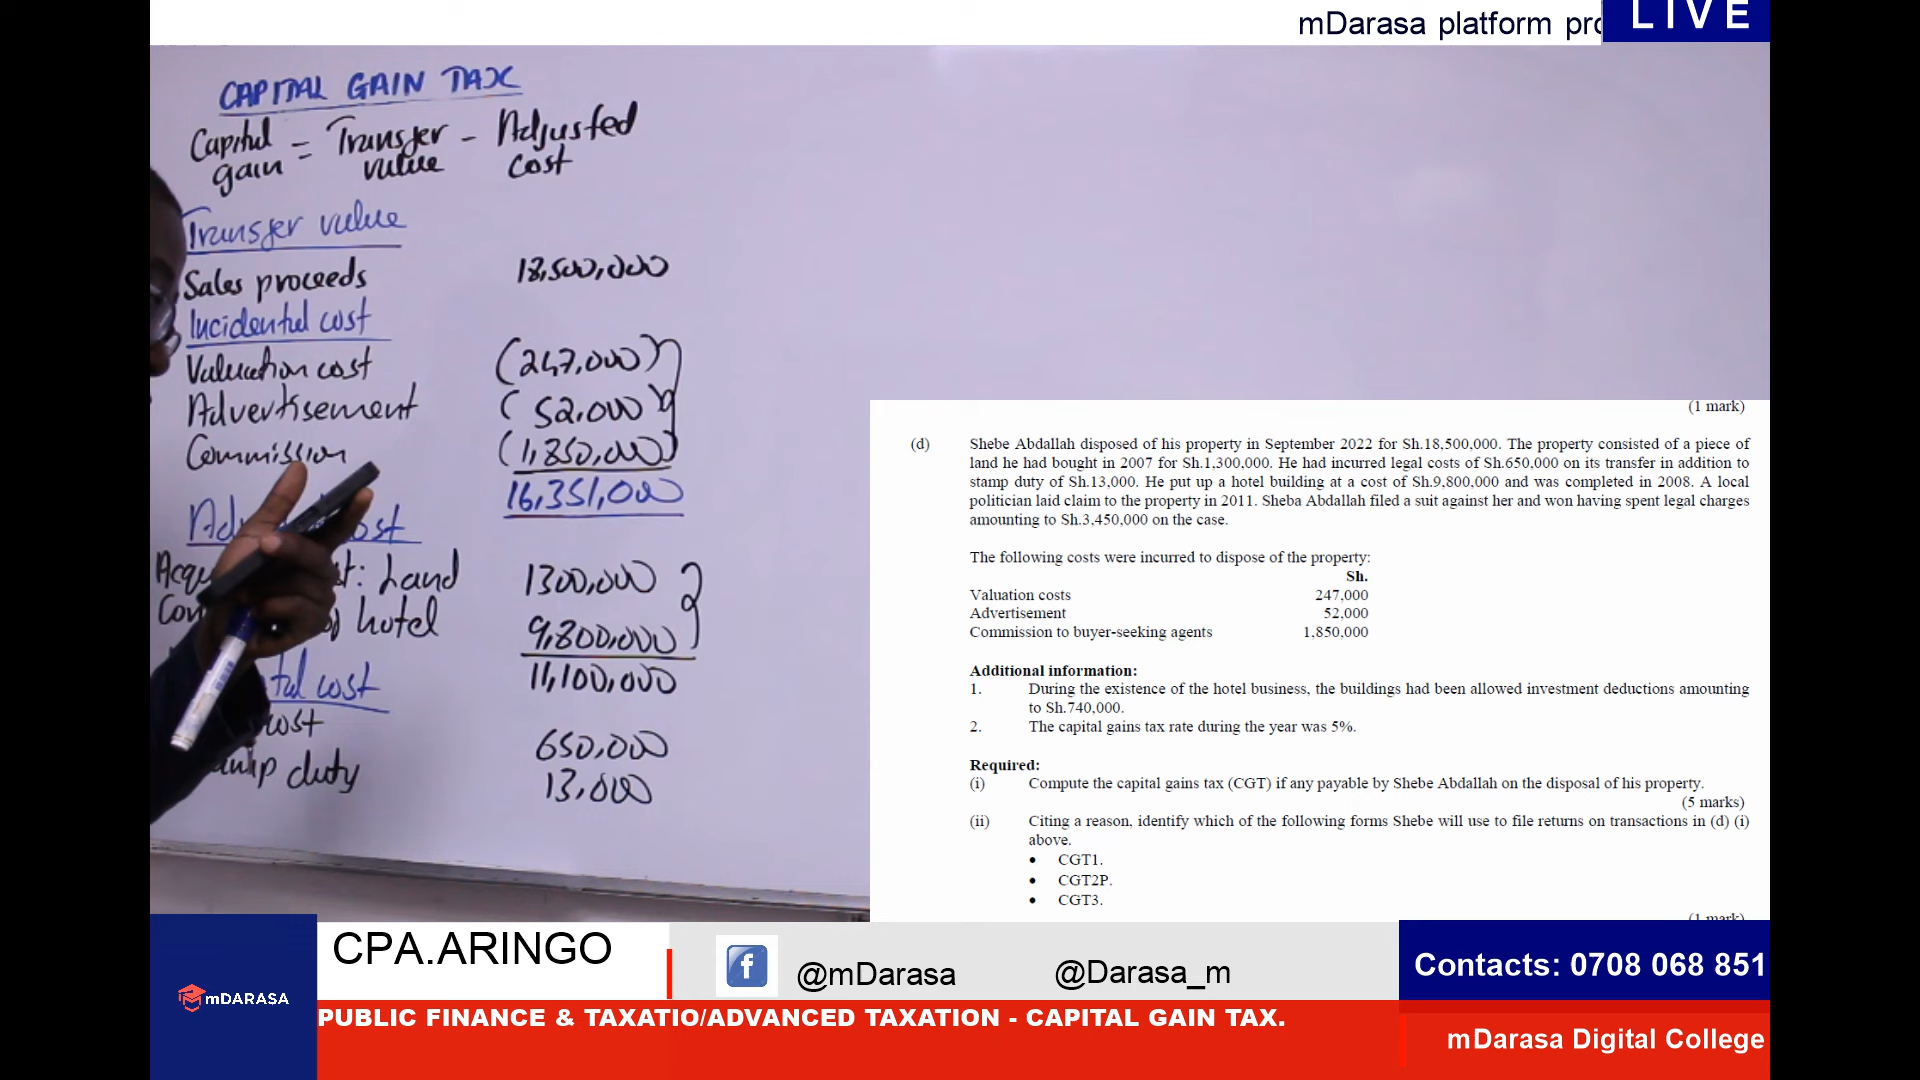 mDarasa platform pro
LIVE
CAPITAL GAIN TAX
Capital gain = Transfer value - Adjusted cost
Transfer value
Sales proceeds 18,500,000
Incidental cost
Valuation cost (247,000)
Advertisement (52,000)
Commission (1,850,000)
16,351,000
cost
: Land 1300,000
hotel 9,800,000
11,100,000
cost
cost 650,000
duty 13,000
(1 mark)
(d) Shebe Abdallah disposed of his property in September 2022 for Sh.18,500,000. The property consisted of a piece of
land he had bought in 2007 for Sh.1,300,000. He had incurred legal costs of Sh.650,000 on its transfer in addition to
stamp duty of Sh.13,000. He put up a hotel building at a cost of Sh.9,800,000 and was completed in 2008. A local
politician laid claim to the property in 2011. Sheba Abdallah filed a suit against her and won having spent legal charges
amounting to Sh.3,450,000 on the case.
The following costs were incurred to dispose of the property:
Sh.
Valuation costs 247,000
Advertisement 52,000
Commission to buyer-seeking agents 1,850,000
Additional information:
1. During the existence of the hotel business, the buildings had been allowed investment deductions amounting
to Sh.740,000.
2. The capital gains tax rate during the year was 5%.
Required:
(i) Compute the capital gains tax (CGT) if any payable by Shebe Abdallah on the disposal of his property.
(5 marks)
(ii) Citing a reason, identify which of the following forms Shebe will use to file returns on transactions in (d) (i)
above.
• CGT1.
• CGT2P.
• CGT3.
(1 mark)
mDARASA
CPA.ARINGO
f @mDarasa @Darasa_m
Contacts: 0708 068 851
PUBLIC FINANCE & TAXATIO/ADVANCED TAXATION - CAPITAL GAIN TAX.
mDarasa Digital College